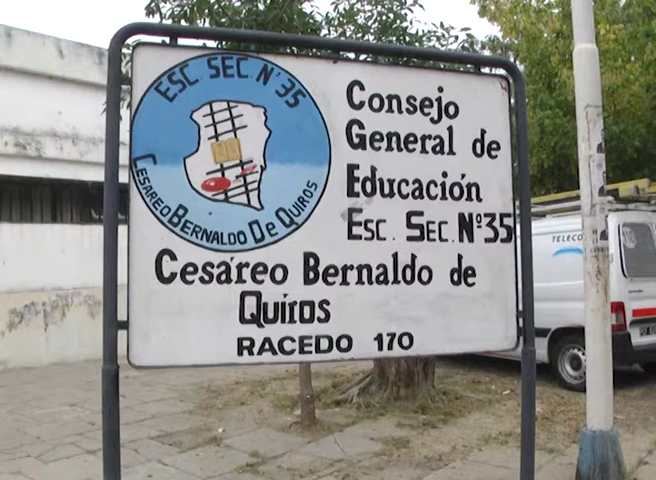 ESC. SEC. Nº 35
CESAREO BERNALDO DE QUIROS
Consejo
General de
Educación
ESC. SEC. Nº35
Cesáreo Bernaldo de
Quiros
RACEDO 170
TELECO